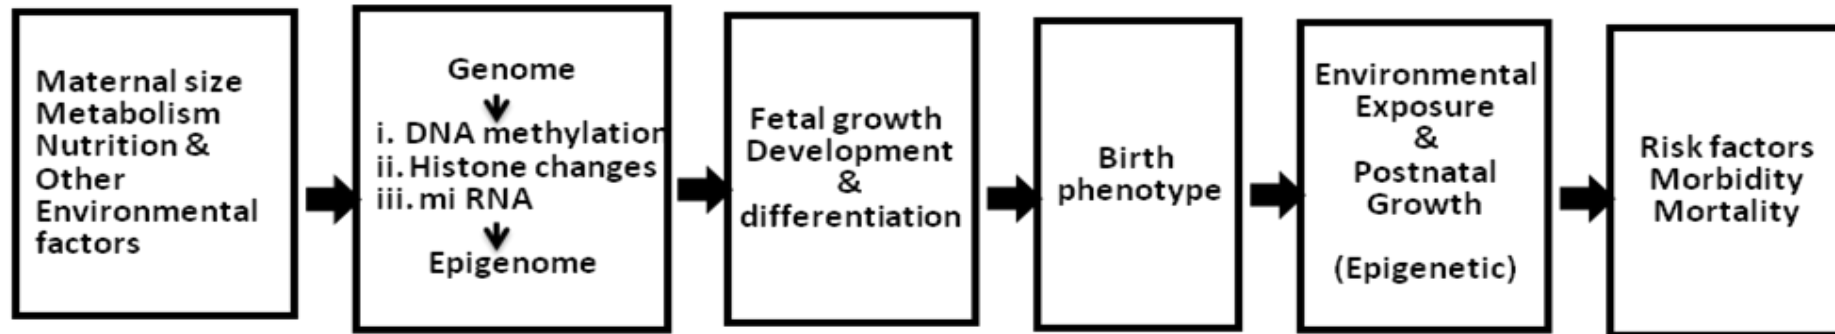 Maternal size
Metabolism
Nutrition &
Other
Environmental
factors
Genome
i. DNA methylation
ii. Histone changes
iii. mi RNA
Epigenome
Fetal growth
Development
&
differentiation
Birth
phenotype
Environmental
Exposure
&
Postnatal
Growth
(Epigenetic)
Risk factors
Morbidity
Mortality